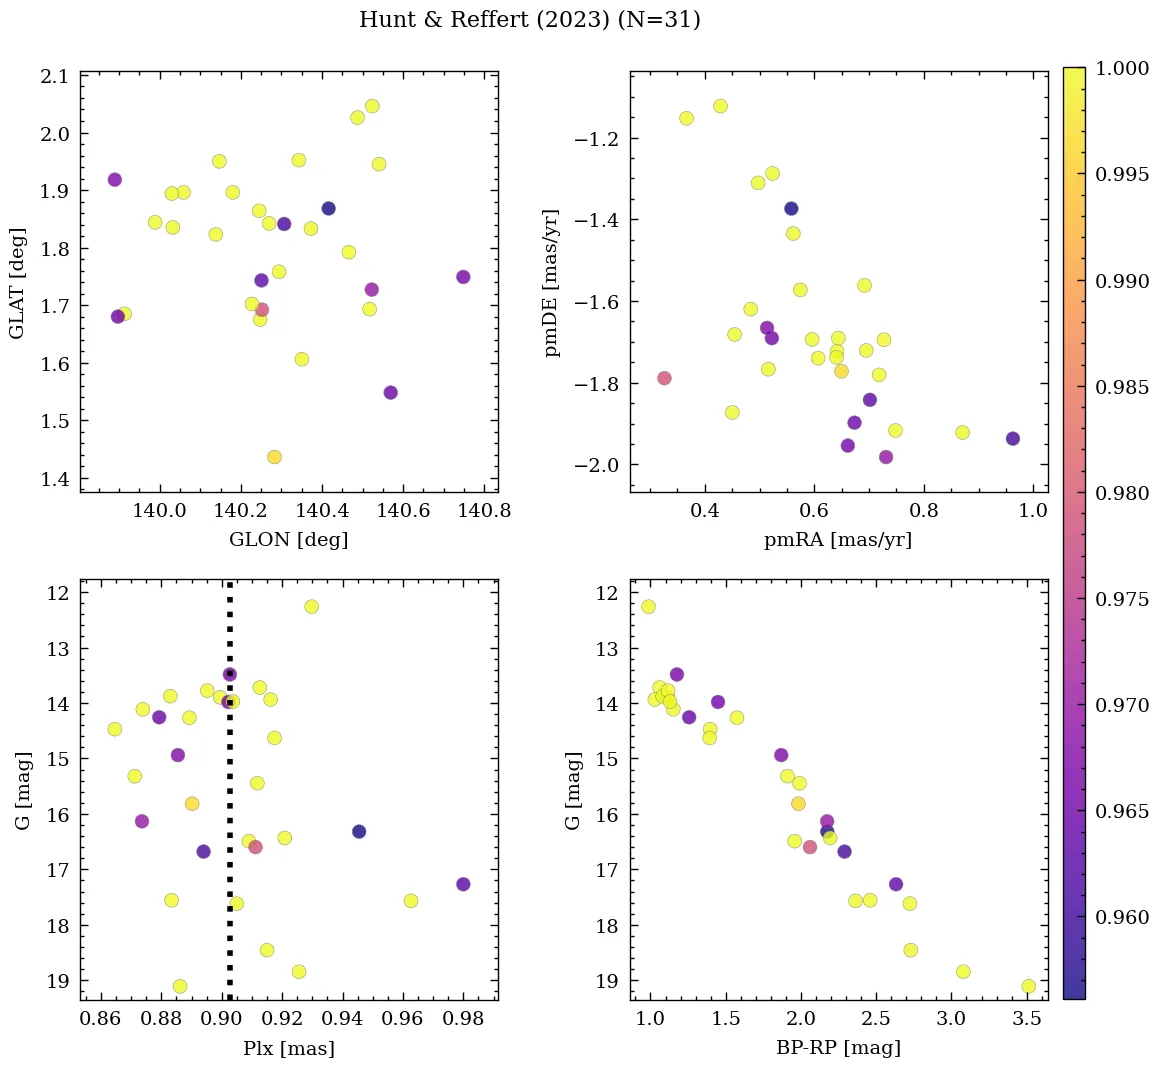 Hunt & Reffert (2023) (N=31)
2.1
2.0
1.9
1.8
1.7
1.6
1.5
1.4
GLAT [deg]
140.0 140.2 140.4 140.6 140.8
GLON [deg]
−1.2
−1.4
−1.6
−1.8
−2.0
pmDE [mas/yr]
0.4 0.6 0.8 1.0
pmRA [mas/yr]
12
13
14
15
16
17
18
19
G [mag]
0.86 0.88 0.90 0.92 0.94 0.96 0.98
Plx [mas]
12
13
14
15
16
17
18
19
G [mag]
1.0 1.5 2.0 2.5 3.0 3.5
BP-RP [mag]
1.000
0.995
0.990
0.985
0.980
0.975
0.970
0.965
0.960